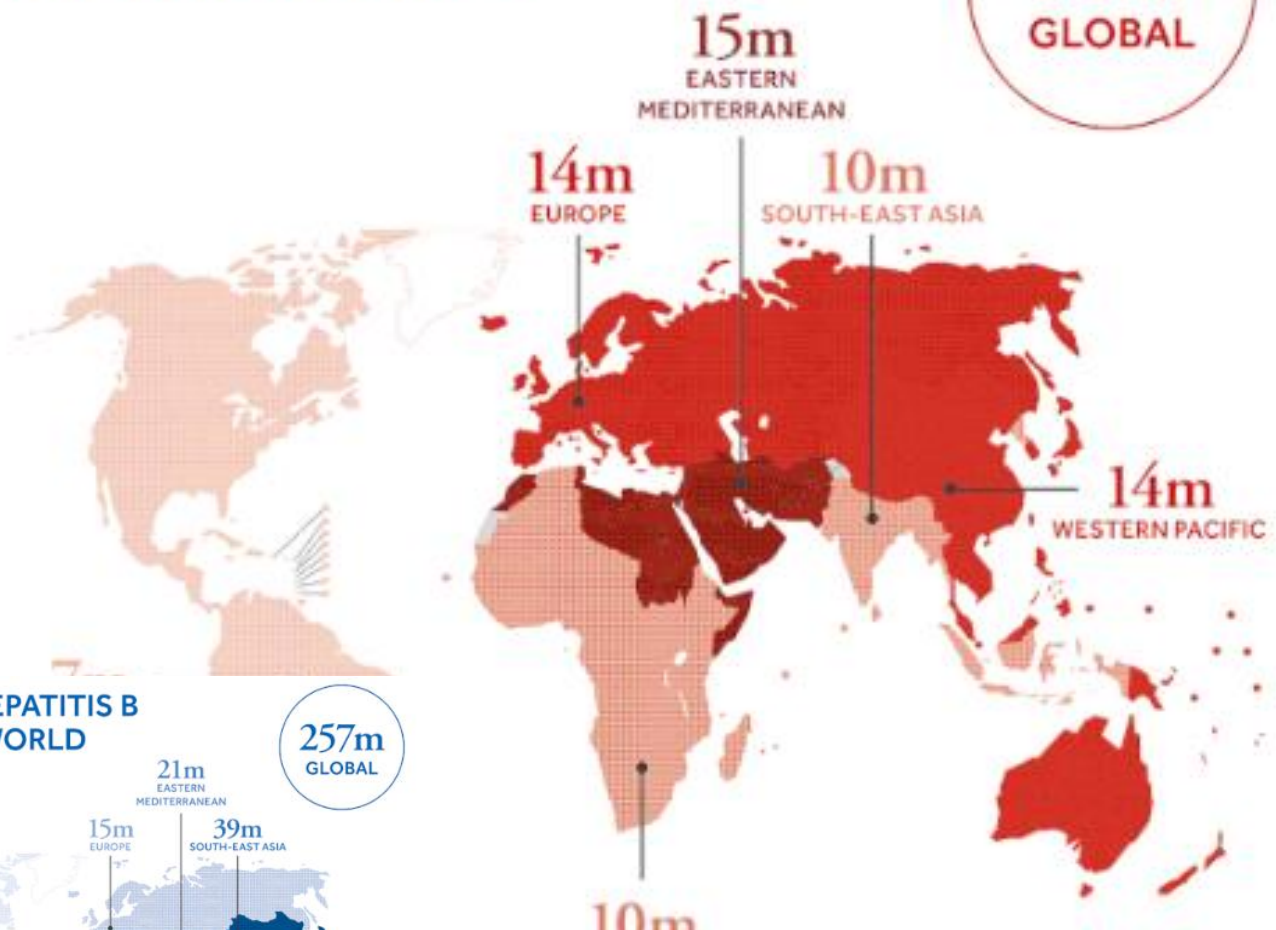 GLOBAL
15m
EASTERN
MEDITERRANEAN
14m
EUROPE
10m
SOUTH-EAST ASIA
14m
WESTERN PACIFIC
10m
EPATITIS B
WORLD
257m
GLOBAL
21m
EASTERN
MEDITERRANEAN
15m
EUROPE
39m
SOUTH-EAST ASIA